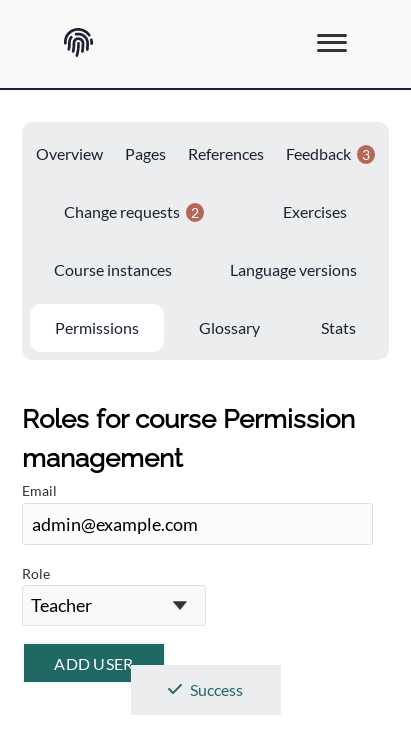 Overview Pages References Feedback 3
Change requests 2 Exercises
Course instances Language versions
Permissions Glossary Stats
Roles for course Permission
management
Email
admin@example.com
Role
Teacher
ADD USER
Success